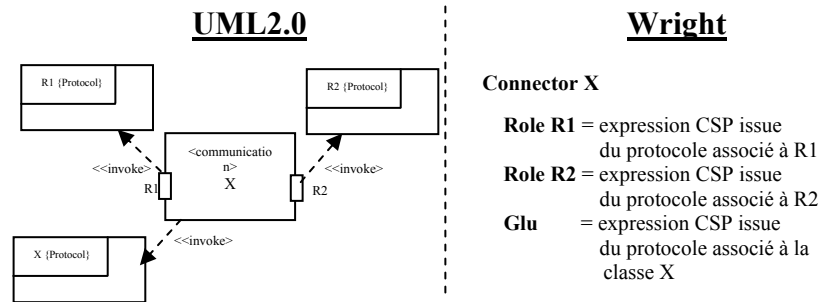 UML2.0
R1 {Protocol}
R2 {Protocol}
<communicatio
n>
X
<<invoke>
<<invoke>
R1
R2
<<invoke>
X {Protocol}
Wright
Connector X
Role R1 = expression CSP issue
du protocole associé à R1
Role R2 = expression CSP issue
du protocole associé à R2
Glu = expression CSP issue
du protocole associé à la
classe X